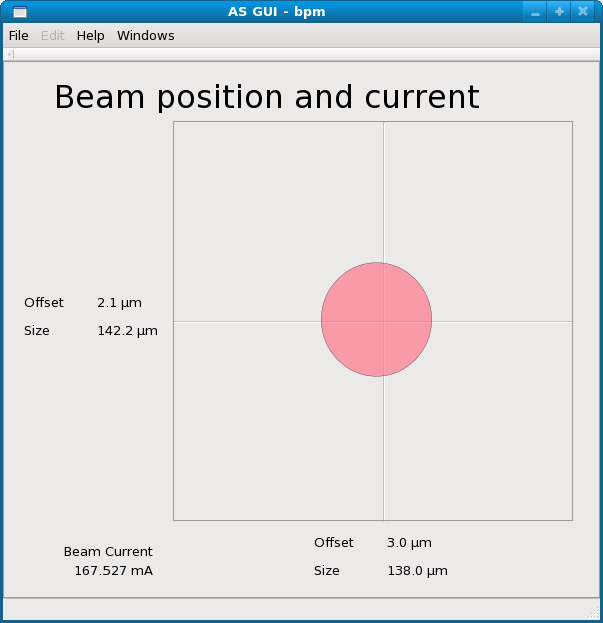 AS GUI - bpm
File Edit Help Windows
Beam position and current
Offset 2.1 µm
Size 142.2 µm
Offset 3.0 µm
Beam Current
167.527 mA
Size 138.0 µm